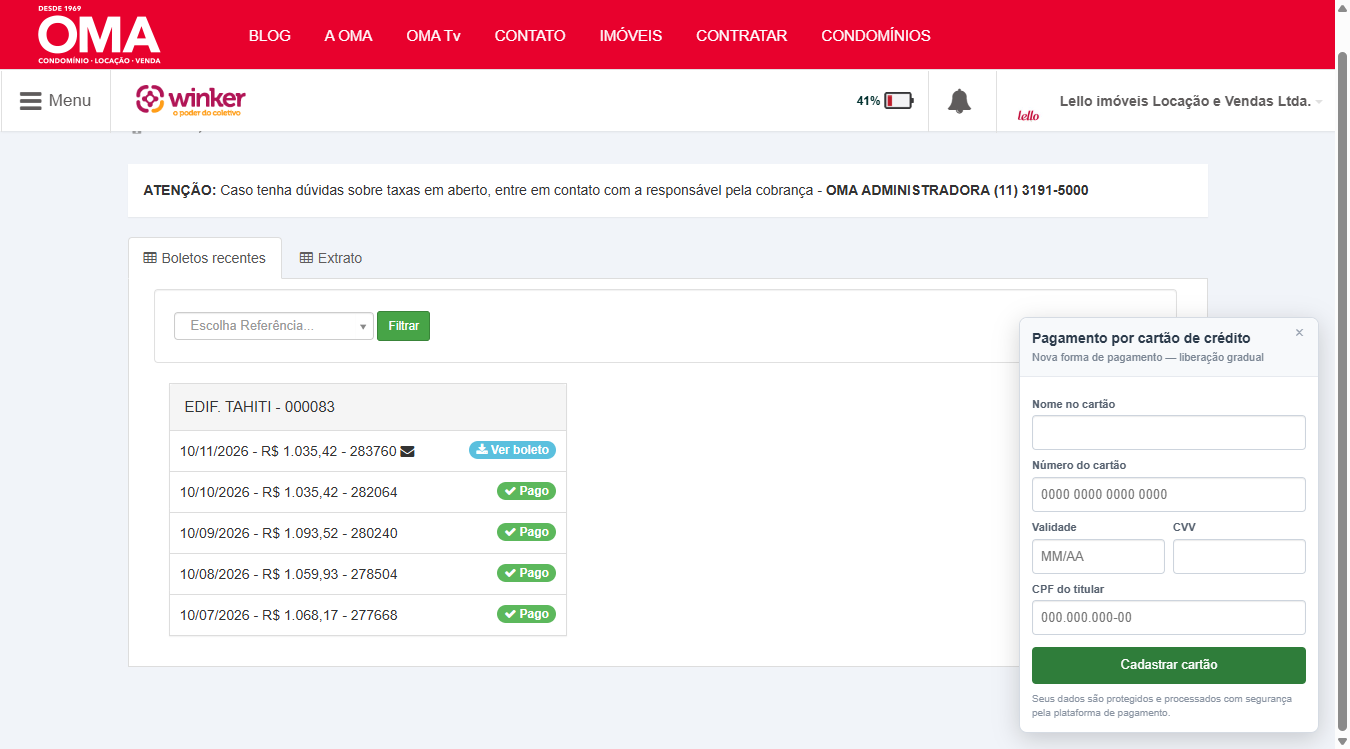 DESDE 1969
OMA
CONDOMÍNIO · LOCAÇÃO · VENDA
BLOG
A OMA
OMA Tv
CONTATO
IMÓVEIS
CONTRATAR
CONDOMÍNIOS
Menu
winker
o poder do coletivo
41%
lello
Lello imóveis Locação e Vendas Ltda.
ATENÇÃO: Caso tenha dúvidas sobre taxas em aberto, entre em contato com a responsável pela cobrança - OMA ADMINISTRADORA (11) 3191-5000
Boletos recentes
Extrato
Escolha Referência...
Filtrar
EDIF. TAHITI - 000083
10/11/2026 - R$ 1.035,42 - 283760
Ver boleto
10/10/2026 - R$ 1.035,42 - 282064
Pago
10/09/2026 - R$ 1.093,52 - 280240
Pago
10/08/2026 - R$ 1.059,93 - 278504
Pago
10/07/2026 - R$ 1.068,17 - 277668
Pago
Pagamento por cartão de crédito
×
Nova forma de pagamento — liberação gradual
Nome no cartão
Número do cartão
0000 0000 0000 0000
Validade
CVV
MM/AA
CPF do titular
000.000.000-00
Cadastrar cartão
Seus dados são protegidos e processados com segurança
pela plataforma de pagamento.